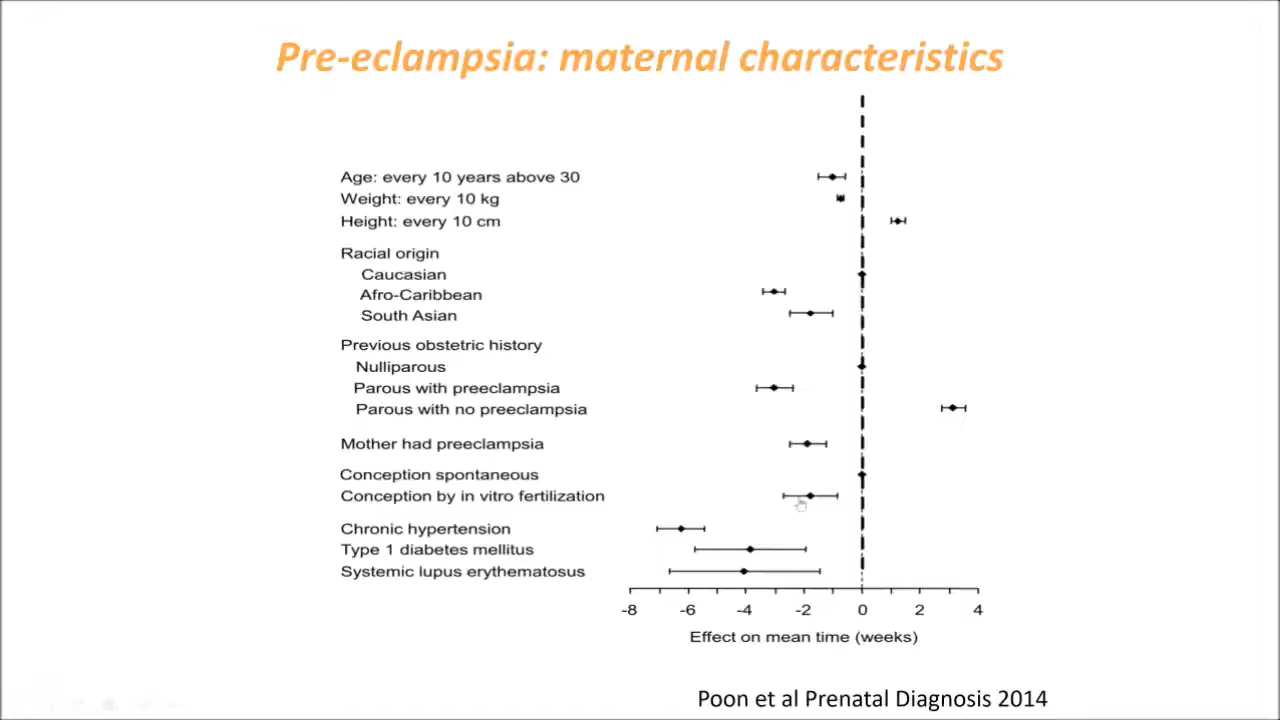 Pre-eclampsia: maternal characteristics
Age: every 10 years above 30
Weight: every 10 kg
Height: every 10 cm
Racial origin
Caucasian
Afro-Caribbean
South Asian
Previous obstetric history
Nulliparous
Parous with preeclampsia
Parous with no preeclampsia
Mother had preeclampsia
Conception spontaneous
Conception by in vitro fertilization
Chronic hypertension
Type 1 diabetes mellitus
Systemic lupus erythematosus
-8 -6 -4 -2 0 2 4
Effect on mean time (weeks)
Poon et al Prenatal Diagnosis 2014